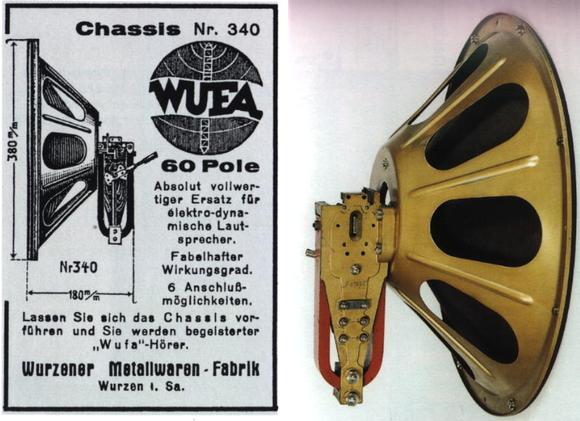 Chassis Nr. 340
WUFA
60 Pole
380 m/m
Nr340
180 m/m
Absolut vollwer-
tiger Ersatz für
elektro-dyna-
mische Laut-
sprecher.
Fabelhafter
Wirkungsgrad.
6 Anschluß-
möglichkeiten.
Lassen Sie sich das Chassis vor-
führen und Sie werden begeisterter
„Wufa"-Hörer.
Wurzener Metallwaren-Fabrik
Wurzen i. Sa.